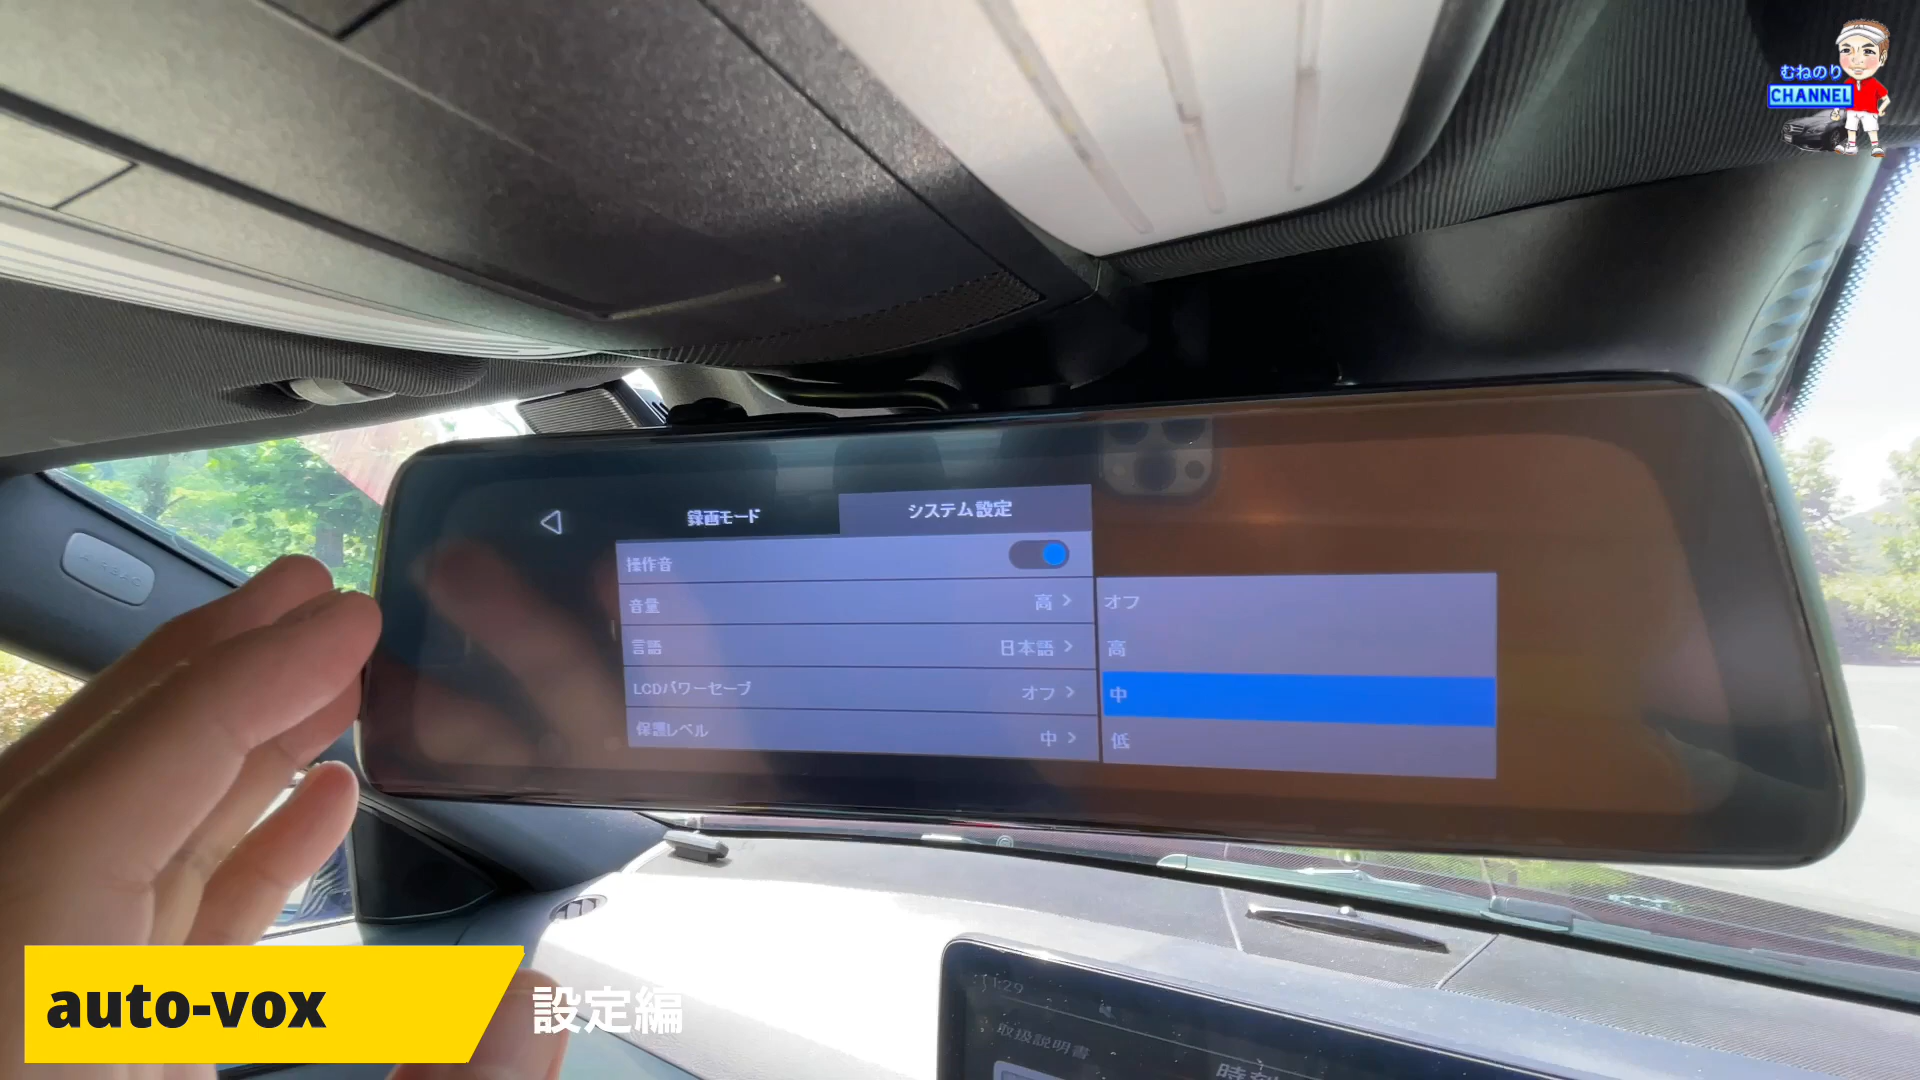 むねのり
CHANNEL
録画モード
システム設定
操作音
音量
高
言語
日本語
LCDパワーセーブ
オフ
保護レベル
中
オフ
高
中
低
AIRBAG
11:29
取扱説明書
auto-vox
設定編